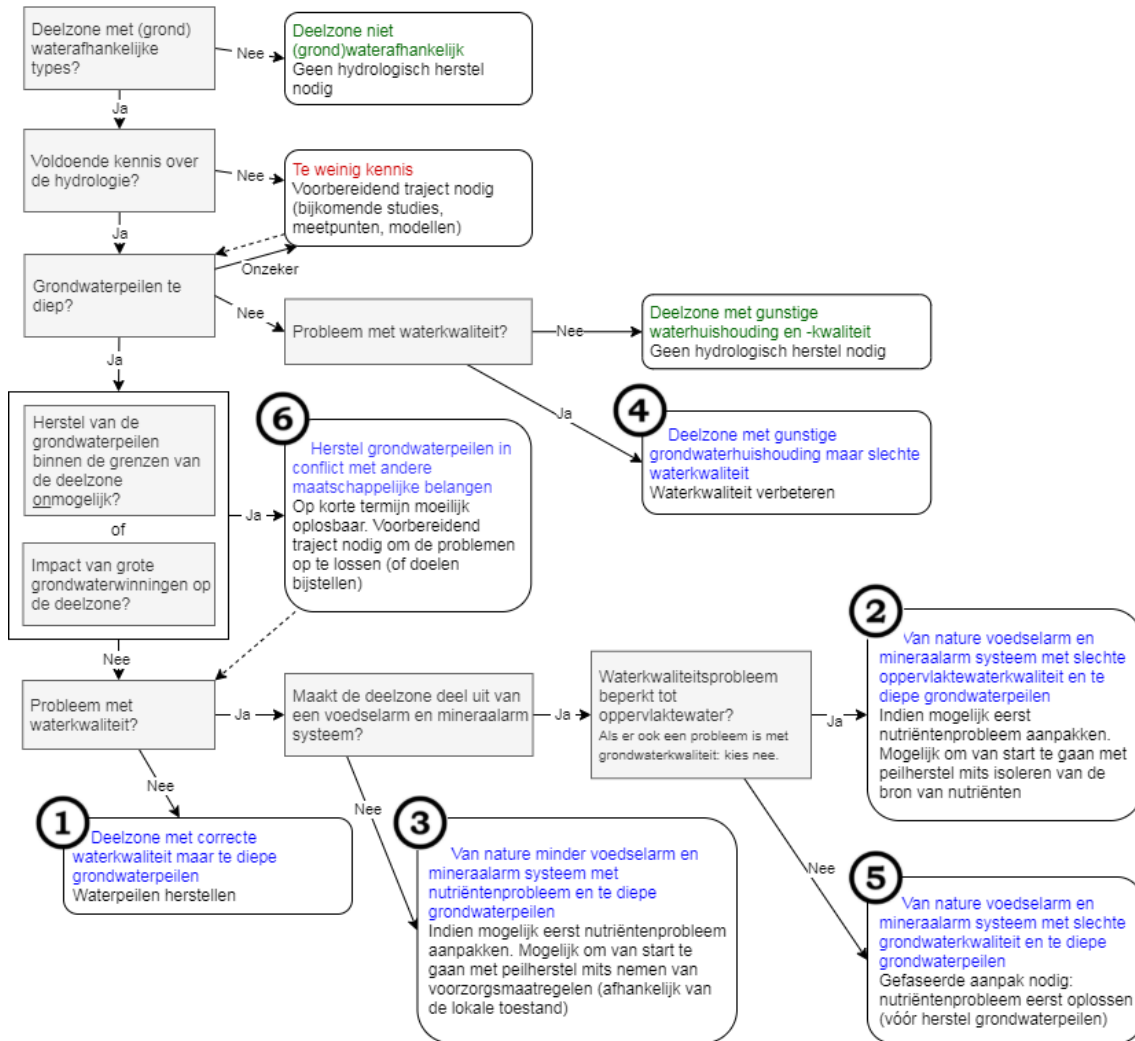 Deelzone met (grond)
waterafhankelijke
types?
Nee
Deelzone niet
(grond)waterafhankelijk
Geen hydrologisch herstel
nodig
Ja
Voldoende kennis over
de hydrologie?
Nee
Te weinig kennis
Voorbereidend traject nodig
(bijkomende studies,
meetpunten, modellen)
Ja
Onzeker
Grondwaterpeilen te
diep?
Nee
Probleem met waterkwaliteit?
Nee
Deelzone met gunstige
waterhuishouding en -kwaliteit
Geen hydrologisch herstel nodig
Ja
Ja
4
Deelzone met gunstige
grondwaterhuishouding maar slechte
waterkwaliteit
Waterkwaliteit verbeteren
Herstel van de
grondwaterpeilen
binnen de grenzen van
de deelzone
onmogelijk?
of
Impact van grote
grondwaterwinningen op
de deelzone?
Ja
6
Herstel grondwaterpeilen in
conflict met andere
maatschappelijke belangen
Op korte termijn moeilijk
oplosbaar. Voorbereidend
traject nodig om de problemen
op te lossen (of doelen
bijstellen)
Nee
Probleem met
waterkwaliteit?
Ja
Maakt de deelzone deel uit van
een voedselarm en mineraalarm
systeem?
Ja
Waterkwaliteitsprobleem
beperkt tot
oppervlaktewater?
Als er ook een probleem is met
grondwaterkwaliteit: kies nee.
Ja
2
Van nature voedselarm en
mineraalarm systeem met slechte
oppervlaktewaterkwaliteit en te
diepe grondwaterpeilen
Indien mogelijk eerst
nutriëntenprobleem aanpakken.
Mogelijk om van start te gaan met
peilherstel mits isoleren van de
bron van nutriënten
Nee
1
Deelzone met correcte
waterkwaliteit maar te diepe
grondwaterpeilen
Waterpeilen herstellen
Nee
3
Van nature minder voedselarm en
mineraalarm systeem met
nutriëntenprobleem en te diepe
grondwaterpeilen
Indien mogelijk eerst nutriëntenprobleem
aanpakken. Mogelijk om van start te
gaan met peilherstel mits nemen van
voorzorgsmaatregelen (afhankelijk van
de lokale toestand)
Nee
5
Van nature voedselarm en
mineraalarm systeem met slechte
grondwaterkwaliteit en te diepe
grondwaterpeilen
Gefaseerde aanpak nodig:
nutriëntenprobleem eerst oplossen
(vóór herstel grondwaterpeilen)